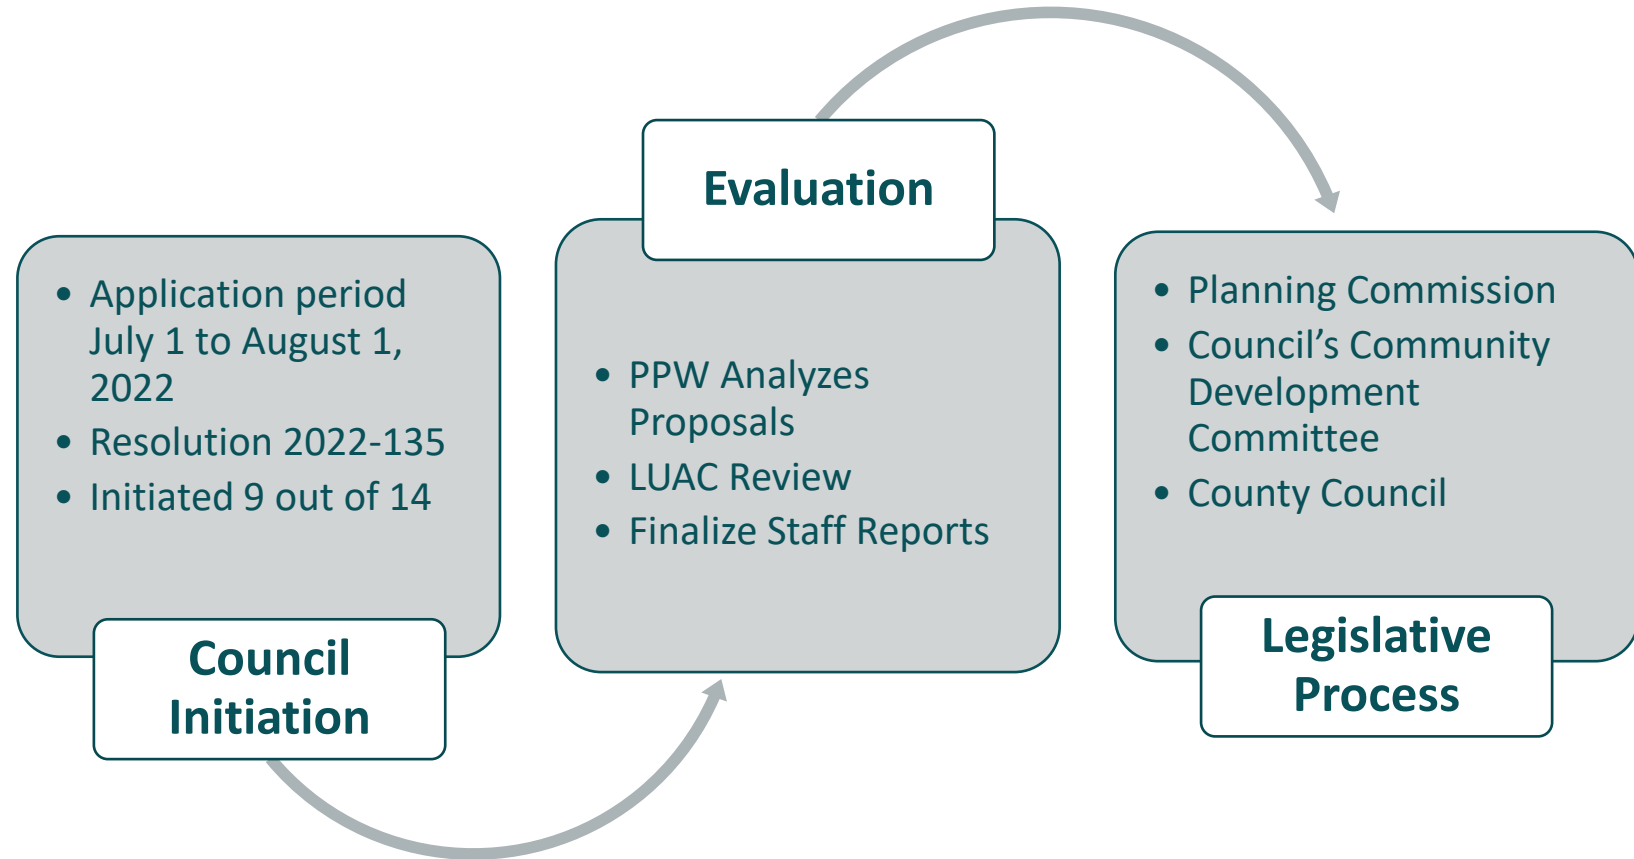 • Application period
July 1 to August 1,
2022
• Resolution 2022-135
• Initiated 9 out of 14
Council
Initiation
Evaluation
• PPW Analyzes
Proposals
• LUAC Review
• Finalize Staff Reports
• Planning Commission
• Council’s Community
Development
Committee
• County Council
Legislative
Process